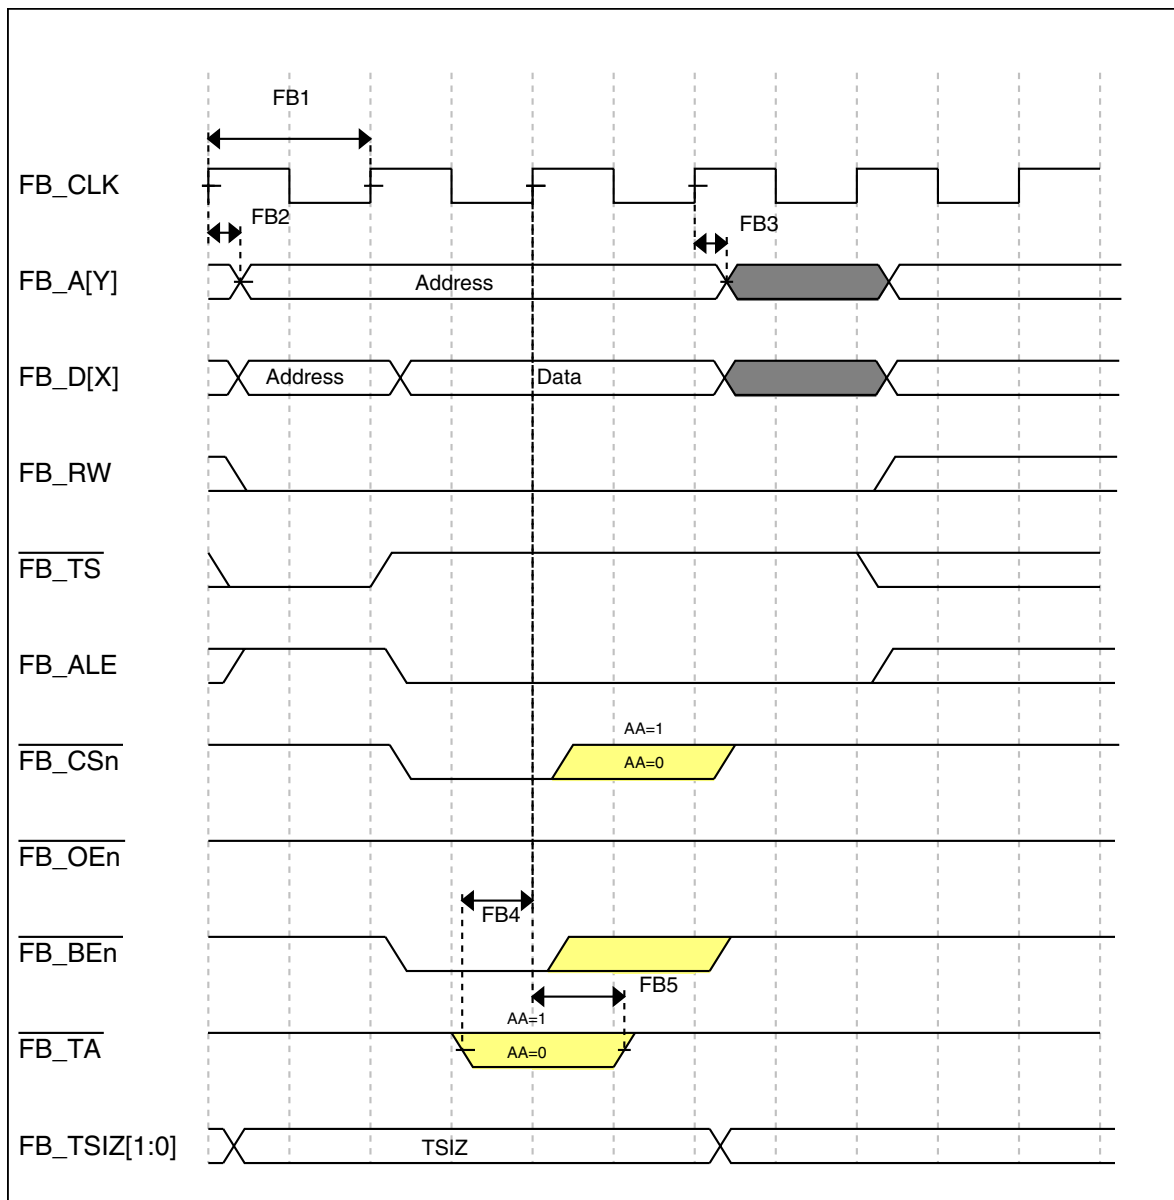 FB1
FB_CLK
FB2
FB3
FB_A[Y]
Address
FB_D[X]
Address
Data
FB_RW
FB_TS
FB_ALE
AA=1
FB_CSn
AA=0
FB_OEn
FB4
FB_BEn
FB5
AA=1
FB_TA
AA=0
FB_TSIZ[1:0]
TSIZ